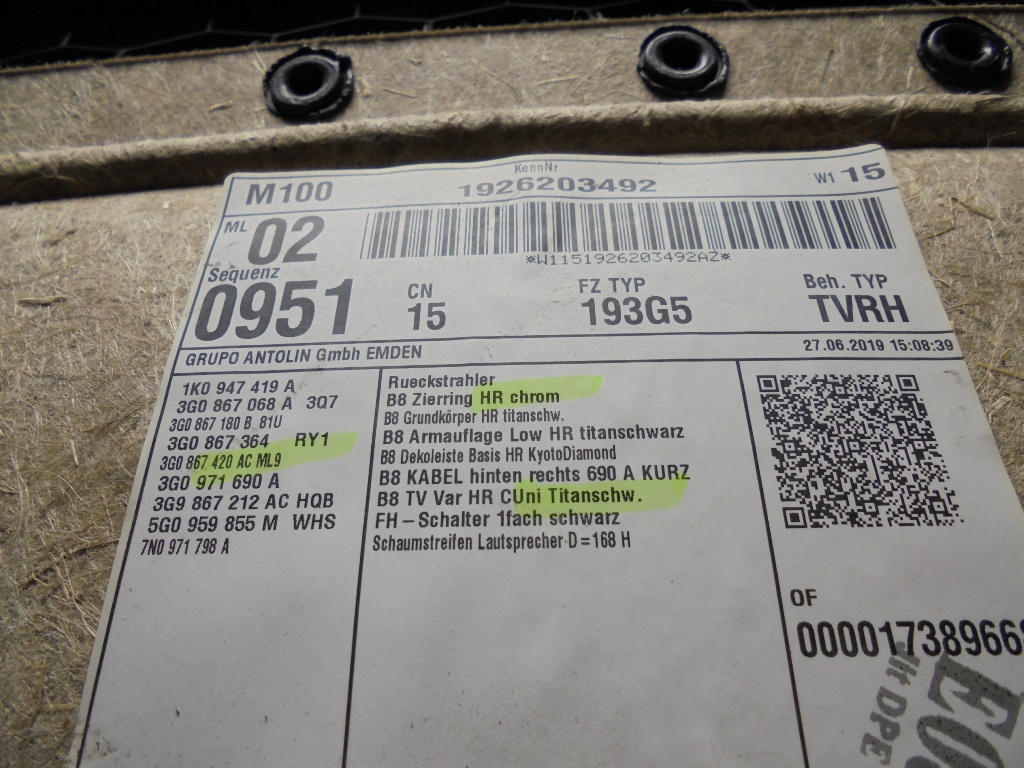 KennNr
M100 1926203492 W1 15
ML 02
*W1151926203492AZ*
Sequenz
0951
CN
15
FZ TYP
193G5
Beh. TYP
TVRH
GRUPO ANTOLIN Gmbh EMDEN 27.06.2019 15:08:39
1K0 947 419 A
3G0 867 068 A 3Q7
3G0 867 180 B 81U
3G0 867 364 RY1
3G0 867 420 AC ML9
3G0 971 690 A
3G9 867 212 AC HQB
5G0 959 855 M WHS
7N0 971 798 A
Rueckstrahler
B8 Zierring HR chrom
B8 Grundkörper HR titanschw.
B8 Armauflage Low HR titanschwarz
B8 Dekoleiste Basis HR KyotoDiamond
B8 KABEL hinten rechts 690 A KURZ
B8 TV Var HR CUni Titanschw.
FH-Schalter 1fach schwarz
Schaumstreifen Lautsprecher D=168 H
OF
000017389668